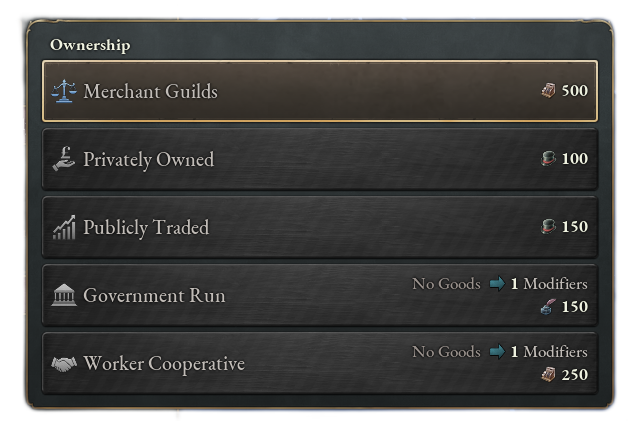 Ownership
Merchant Guilds 500
Privately Owned 100
Publicly Traded 150
Government Run No Goods 1 Modifiers
150
Worker Cooperative No Goods 1 Modifiers
250